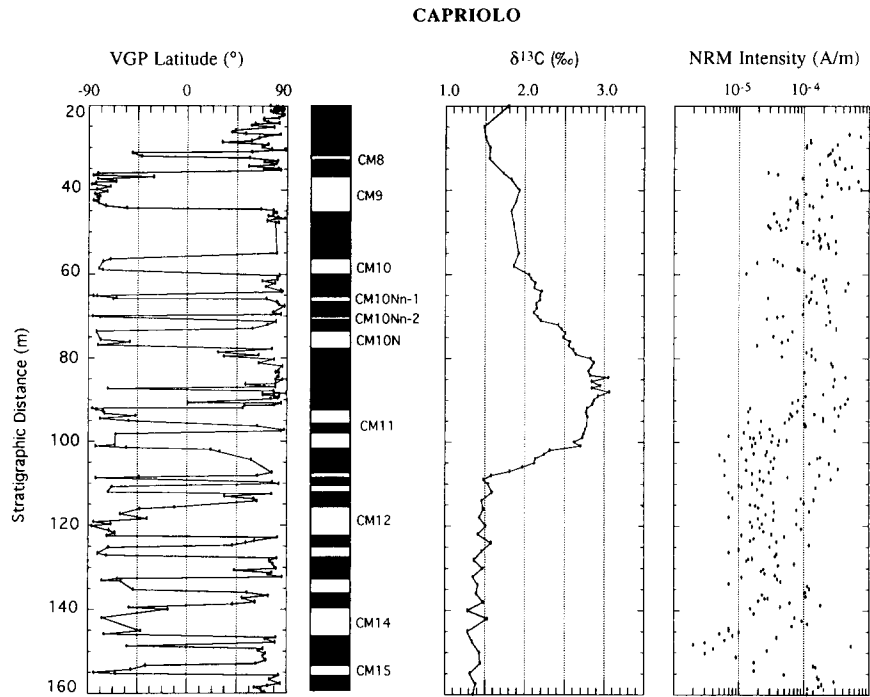 CAPRIOLO
VGP Latitude (°)
δ¹³C (‰)
NRM Intensity (A/m)
-90 0 90
1.0 2.0 3.0
10⁻⁵ 10⁻⁴
20
40
60
80
100
120
140
160
Stratigraphic Distance (m)
CM8
CM9
CM10
CM10Nn-1
CM10Nn-2
CM10N
CM11
CM12
CM14
CM15